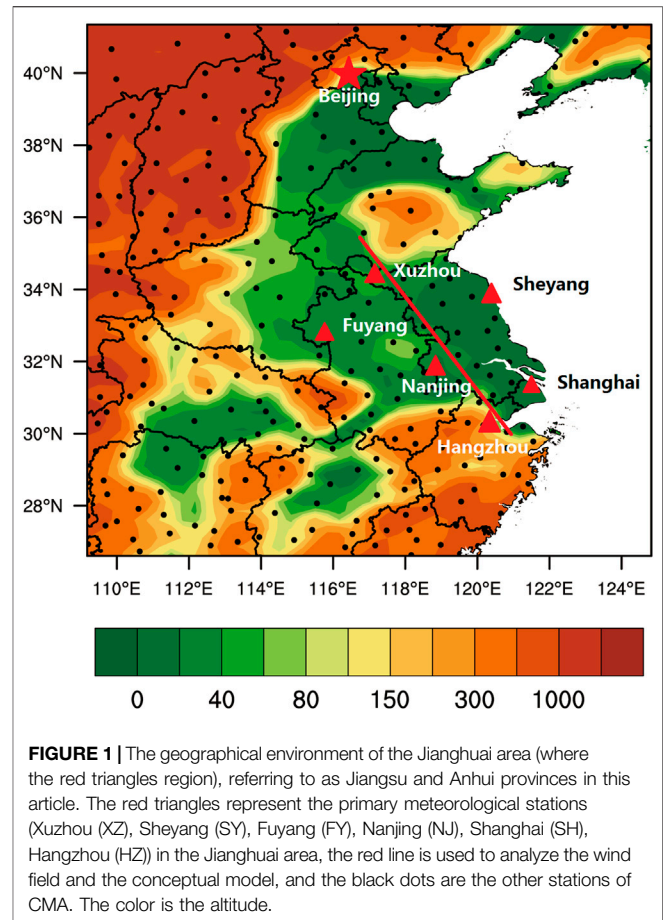 40°N
38°N
36°N
34°N
32°N
30°N
28°N
Beijing
Xuzhou
Sheyang
Fuyang
Nanjing
Shanghai
Hangzhou
110°E 112°E 114°E 116°E 118°E 120°E 122°E 124°E
0 40 80 150 300 1000
FIGURE 1 | The geographical environment of the Jianghuai area (where
the red triangles region), referring to as Jiangsu and Anhui provinces in this
article. The red triangles represent the primary meteorological stations
(Xuzhou (XZ), Sheyang (SY), Fuyang (FY), Nanjing (NJ), Shanghai (SH),
Hangzhou (HZ)) in the Jianghuai area, the red line is used to analyze the wind
field and the conceptual model, and the black dots are the other stations of
CMA. The color is the altitude.